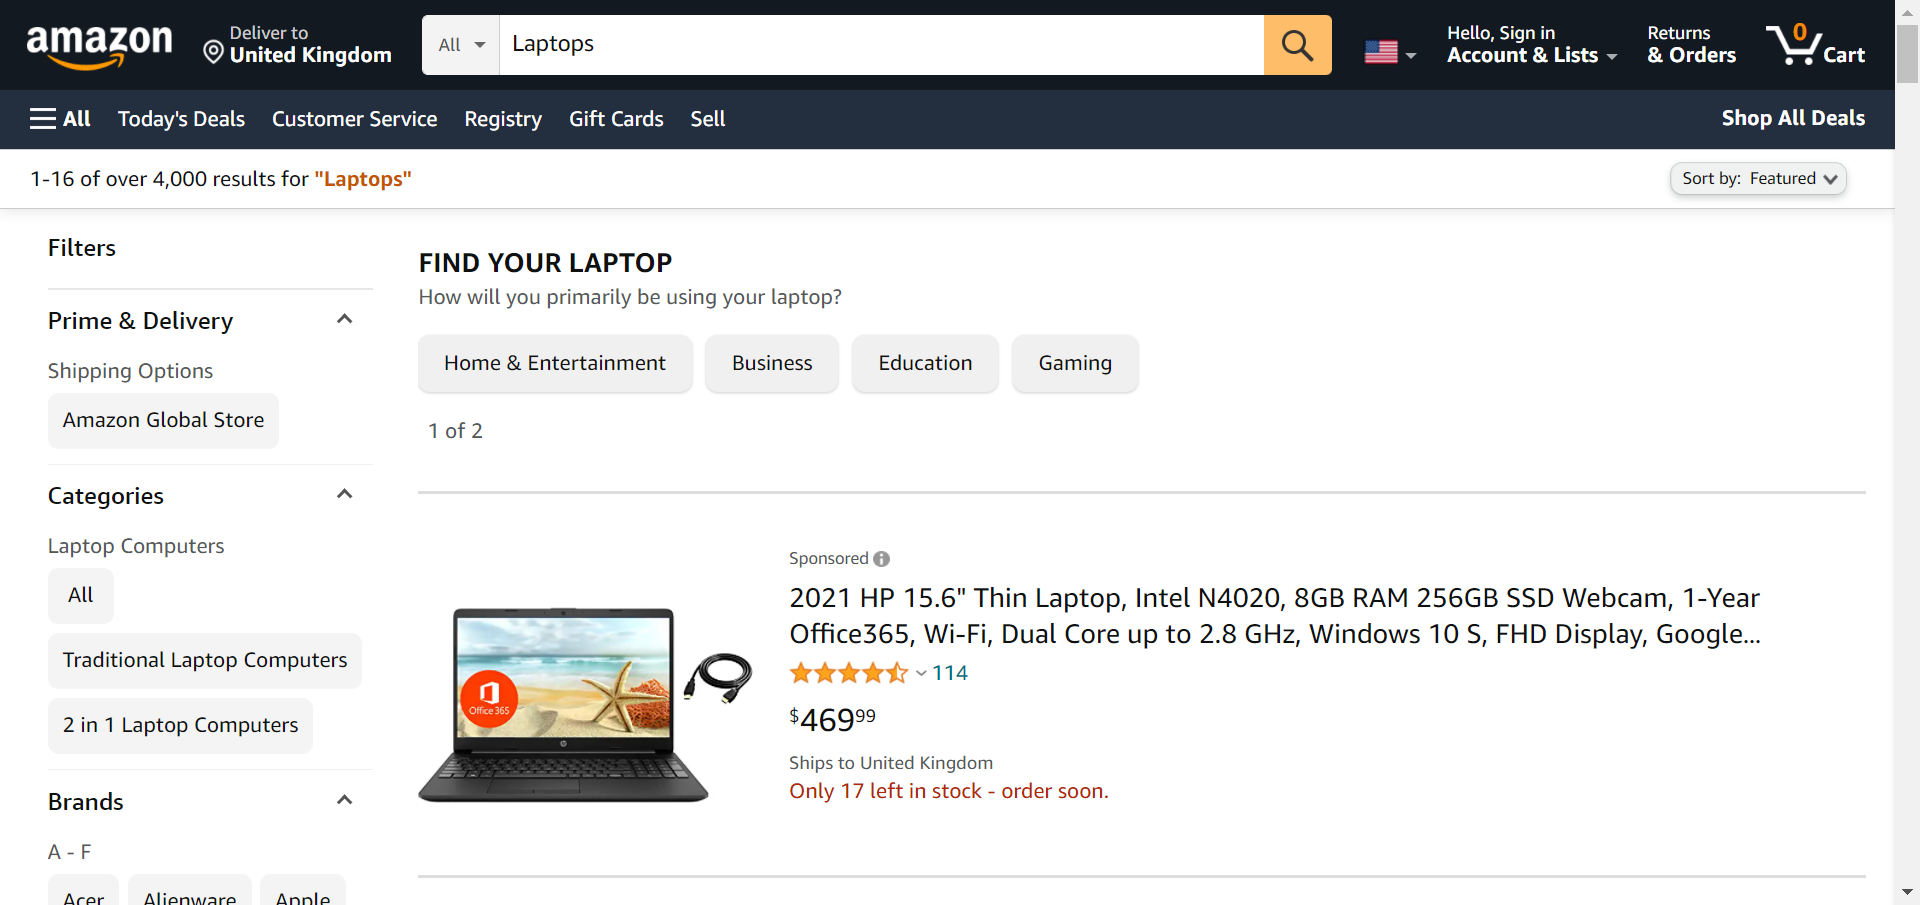 amazon
Deliver to
United Kingdom
All
Laptops
Hello, Sign in
Account & Lists
Returns
& Orders
0
Cart
All
Today's Deals
Customer Service
Registry
Gift Cards
Sell
Shop All Deals
1-16 of over 4,000 results for "Laptops"
Sort by: Featured
Filters
Prime & Delivery
Shipping Options
Amazon Global Store
Categories
Laptop Computers
All
Traditional Laptop Computers
2 in 1 Laptop Computers
Brands
A - F
Acer
Alienware
Apple
FIND YOUR LAPTOP
How will you primarily be using your laptop?
Home & Entertainment
Business
Education
Gaming
1 of 2
Office 365
hp
Sponsored
2021 HP 15.6" Thin Laptop, Intel N4020, 8GB RAM 256GB SSD Webcam, 1-Year
Office365, Wi-Fi, Dual Core up to 2.8 GHz, Windows 10 S, FHD Display, Google...
114
$46999
Ships to United Kingdom
Only 17 left in stock - order soon.